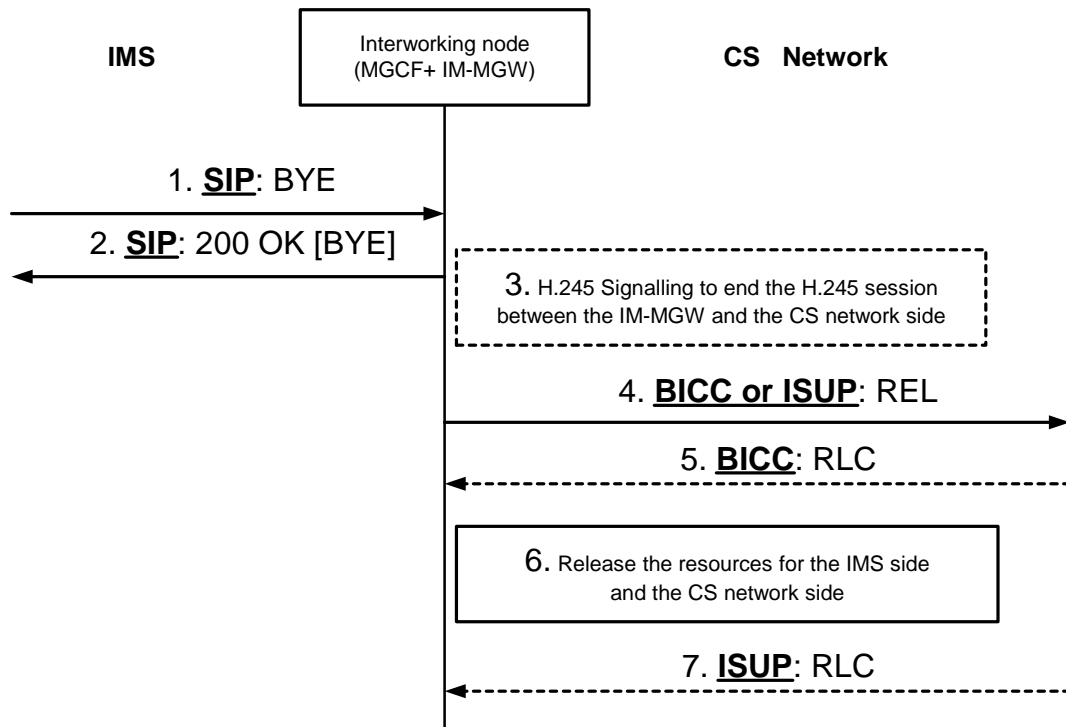 IMS
Interworking node
(MGCF+ IM-MGW)
CS Network
1. SIP: BYE
2. SIP: 200 OK [BYE]
3. H.245 Signalling to end the H.245 session
between the IM-MGW and the CS network side
4. BICC or ISUP: REL
5. BICC: RLC
6. Release the resources for the IMS side
and the CS network side
7. ISUP: RLC